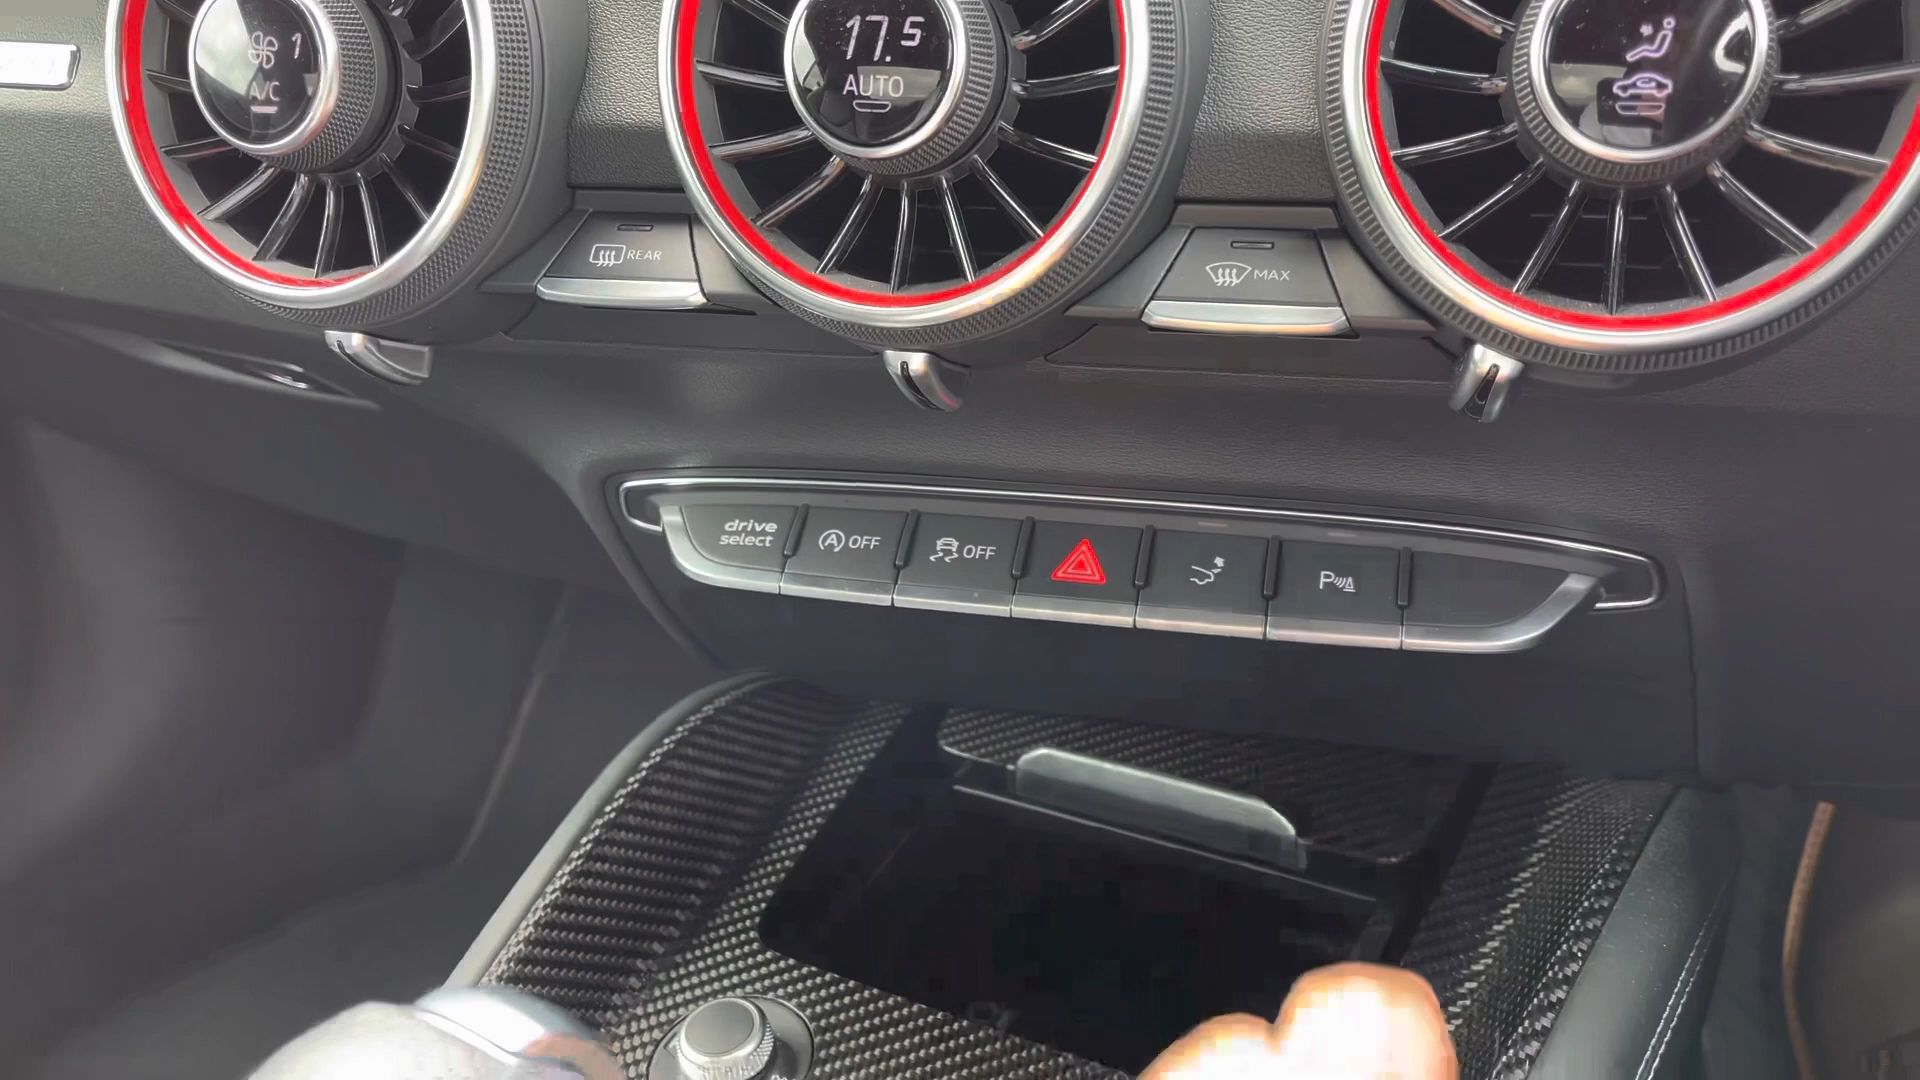 1
A/C
17.5
AUTO
REAR
MAX
drive
select
A OFF
OFF
P